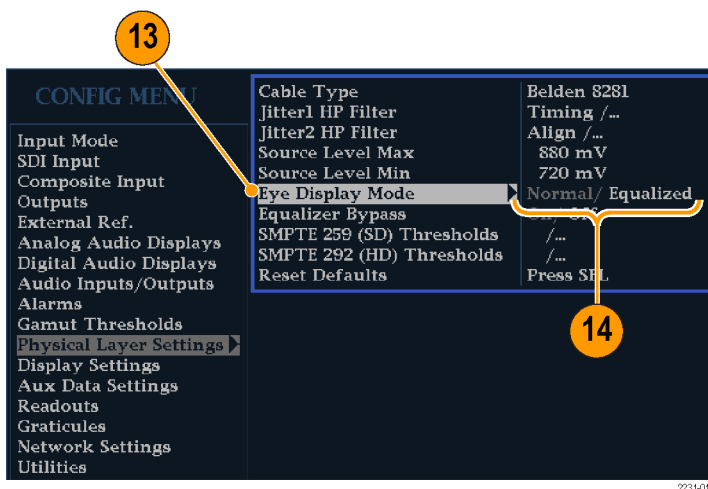 13
CONFIG MENU
Input Mode
SDI Input
Composite Input
Outputs
External Ref.
Analog Audio Displays
Digital Audio Displays
Audio Inputs/Outputs
Alarms
Gamut Thresholds
Physical Layer Settings
Display Settings
Aux Data Settings
Readouts
Graticules
Network Settings
Utilities
Cable Type Belden 8281
Jitter1 HP Filter Timing /...
Jitter2 HP Filter Align /...
Source Level Max 880 mV
Source Level Min 720 mV
Eye Display Mode Normal/ Equalized
Equalizer Bypass On/ Off
SMPTE 259 (SD) Thresholds /...
SMPTE 292 (HD) Thresholds /...
Reset Defaults Press SEL
14